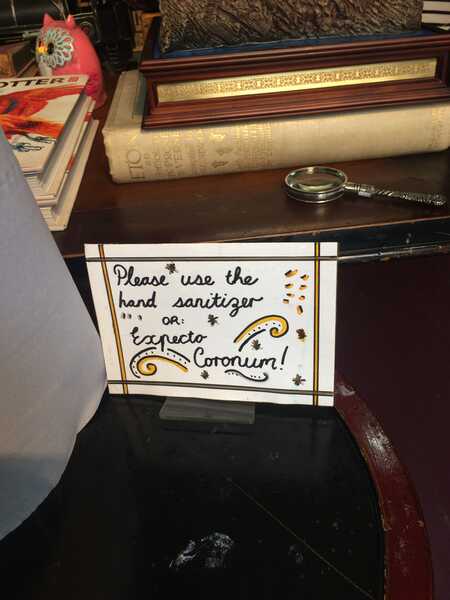 OTTER
Please use the
hand sanitizer
OR:
Expecto
Coronum!